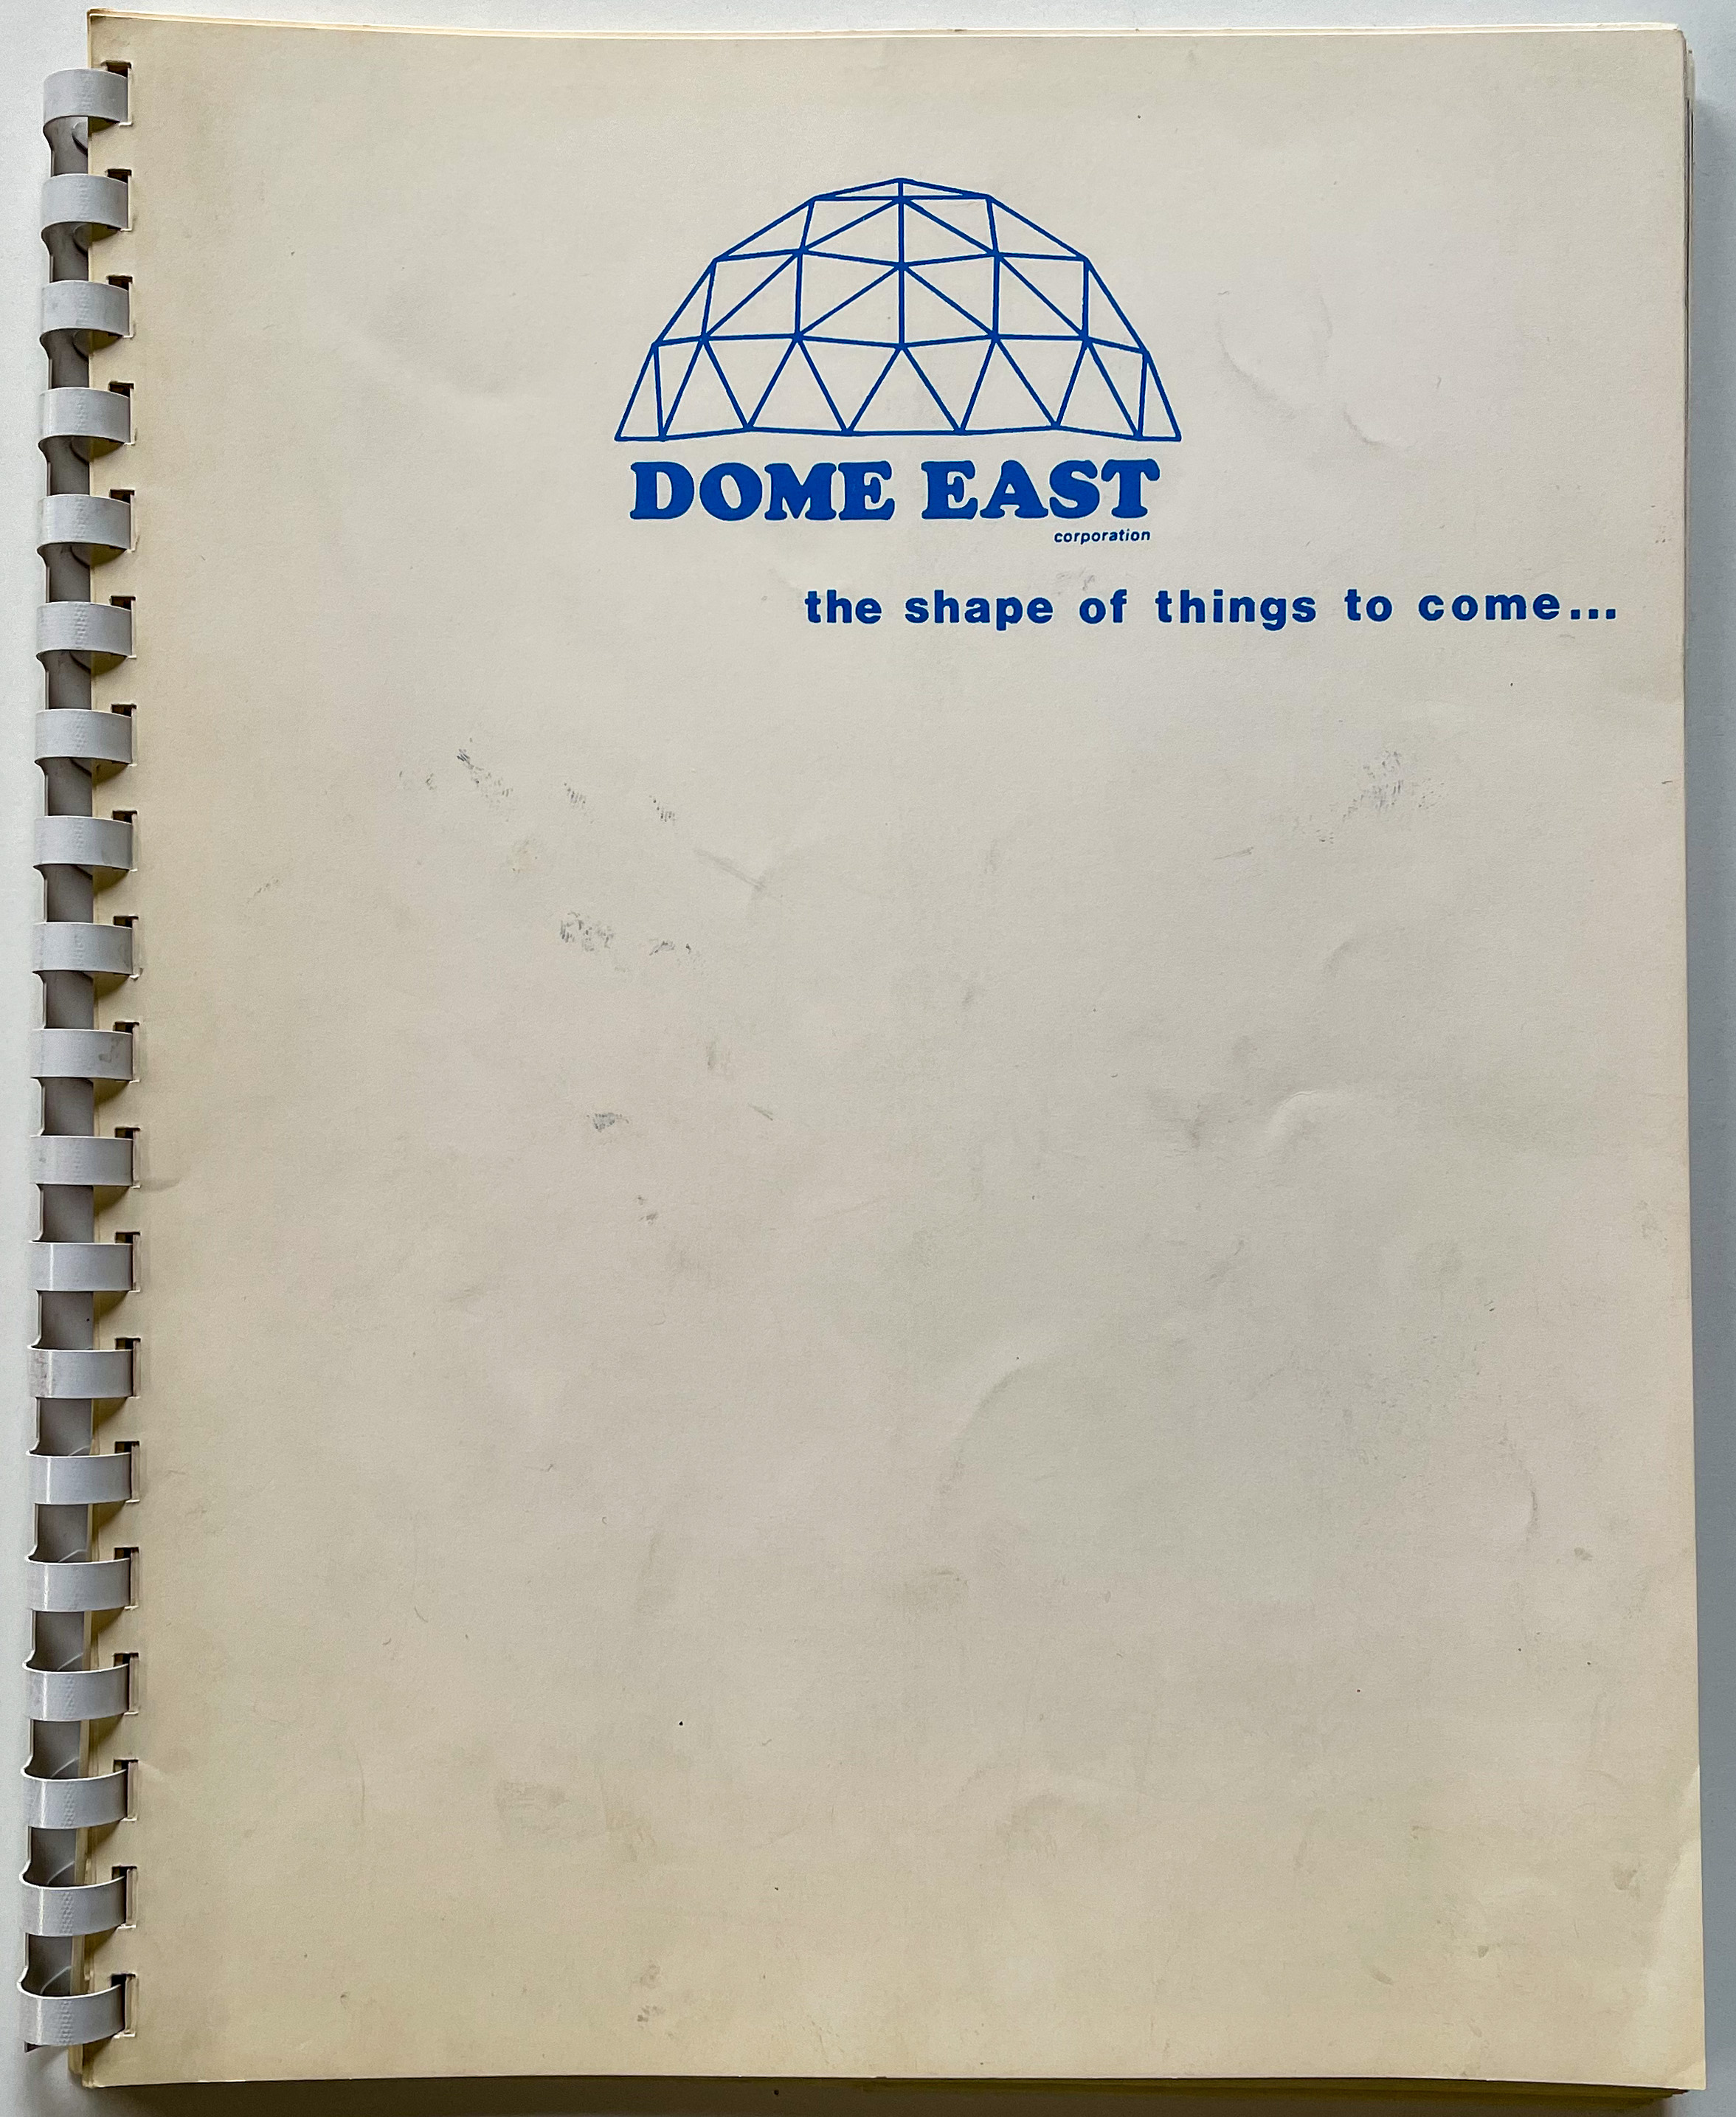 DOME EAST
corporation
the shape of things to come...